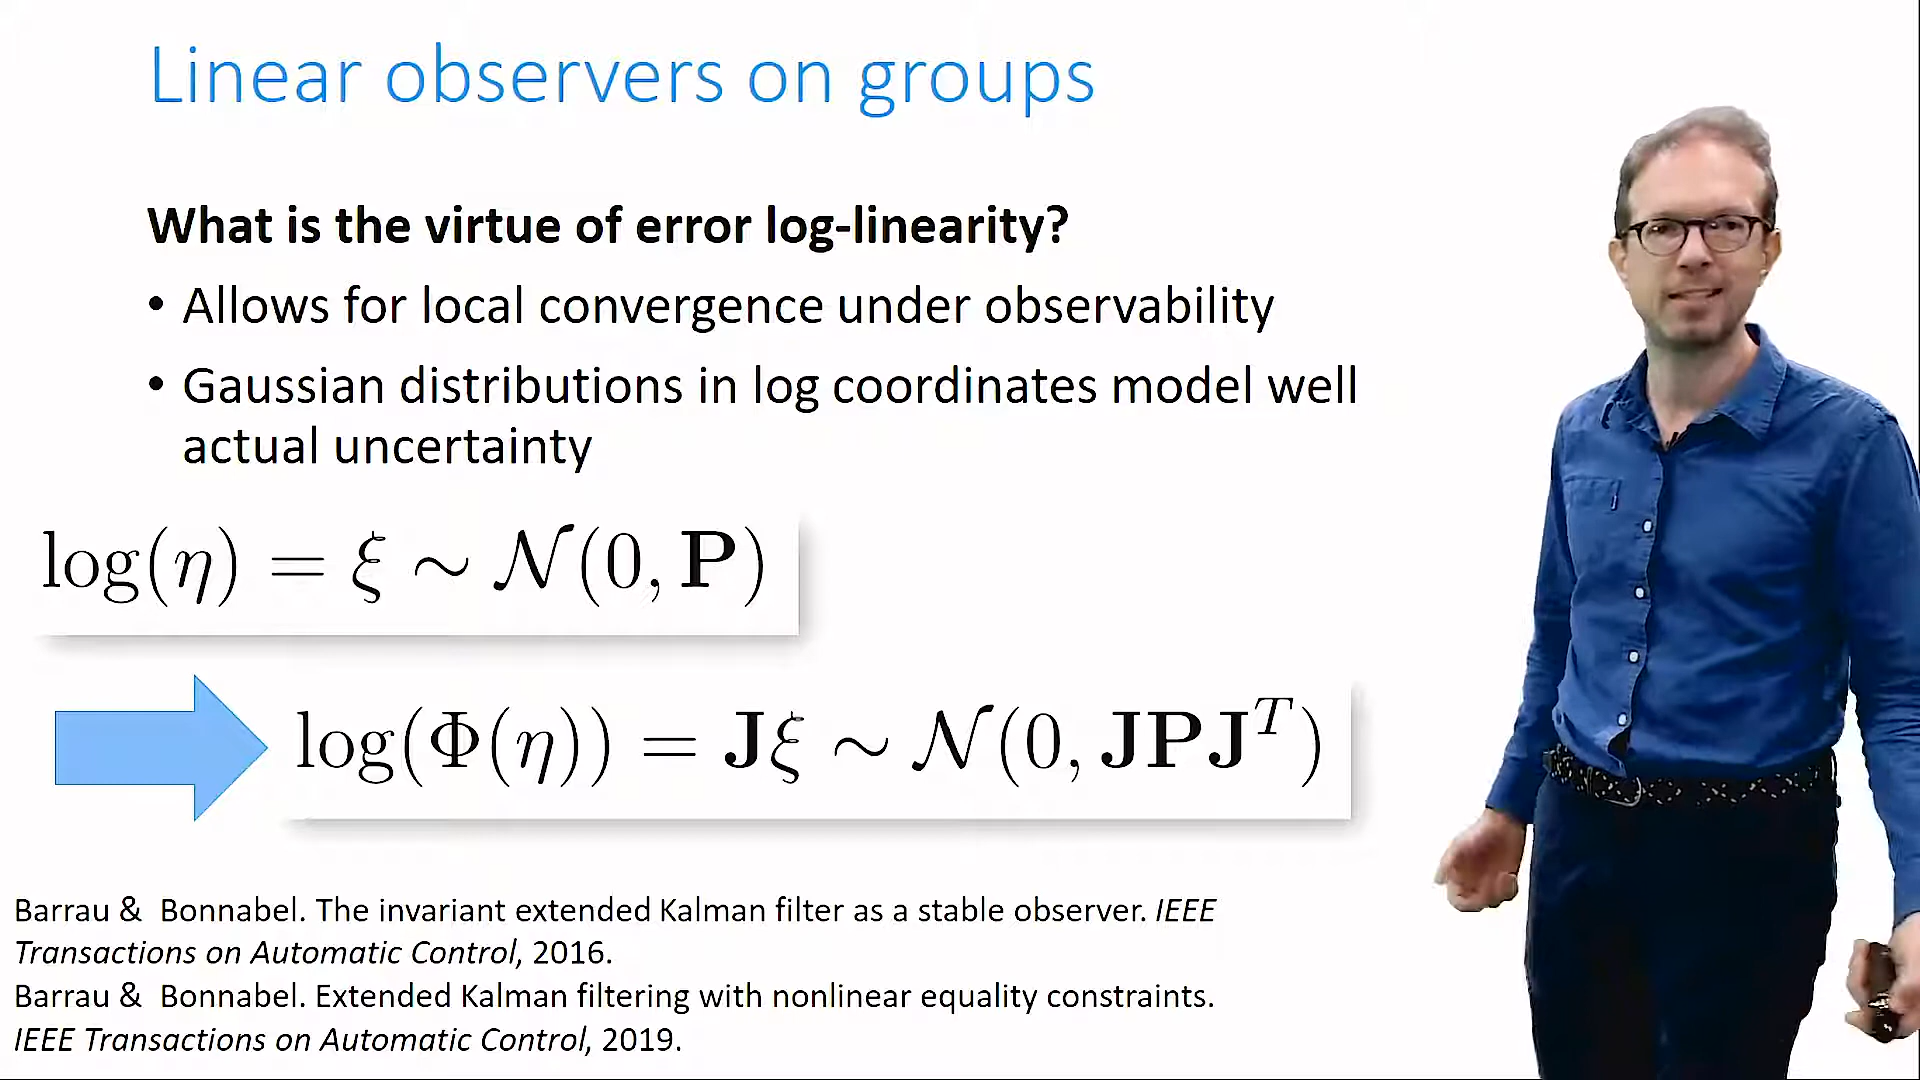 Linear observers on groups
What is the virtue of error log-linearity?
• Allows for local convergence under observability
• Gaussian distributions in log coordinates model well
actual uncertainty
log(η) = ξ ∼ 𝒩(0, P)
log(Φ(η)) = Jξ ∼ 𝒩(0, JPJᵀ)
Barrau & Bonnabel. The invariant extended Kalman filter as a stable observer. IEEE
Transactions on Automatic Control, 2016.
Barrau & Bonnabel. Extended Kalman filtering with nonlinear equality constraints.
IEEE Transactions on Automatic Control, 2019.